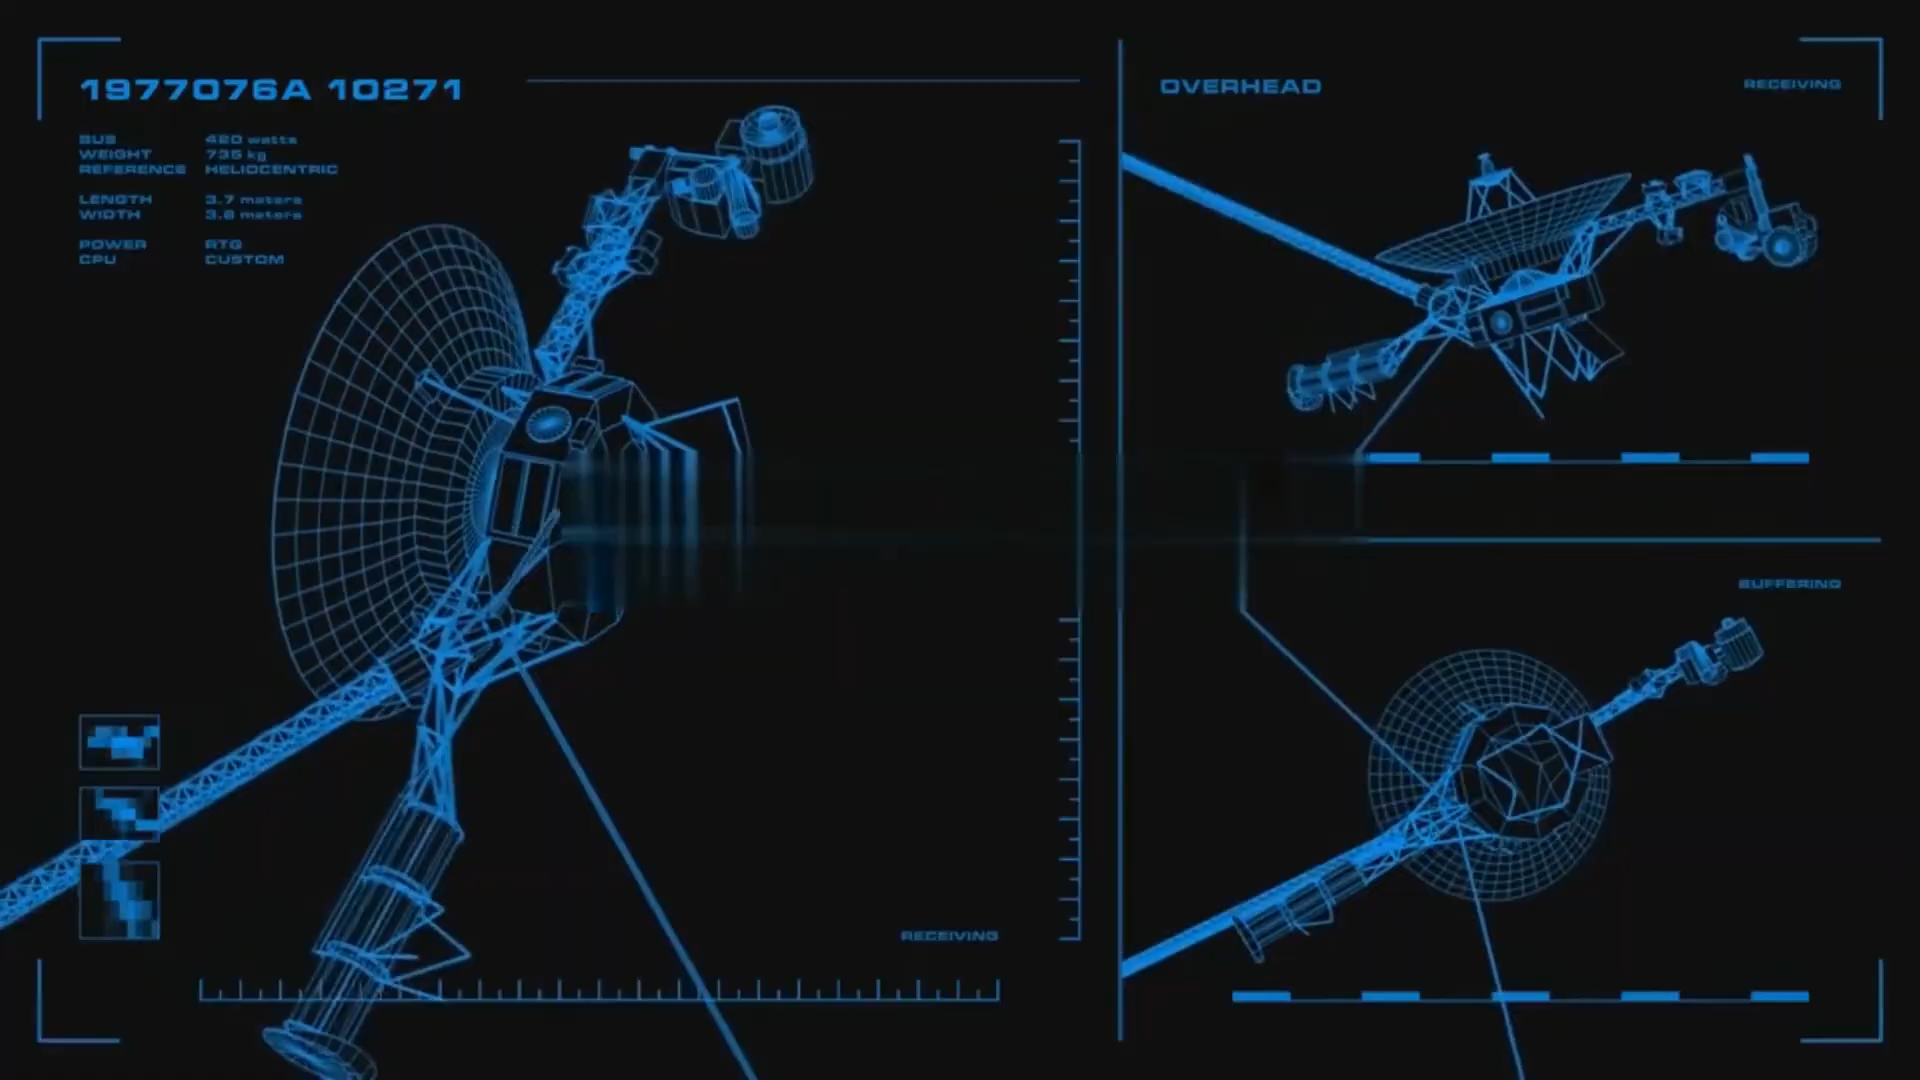 1977076A 10271
BUS 420 watts
WEIGHT 735 kg
REFERENCE HELIOCENTRIC
LENGTH 3.7 meters
WIDTH 3.8 meters
POWER RTG
CPU CUSTOM
RECEIVING
OVERHEAD
RECEIVING
BUFFERING